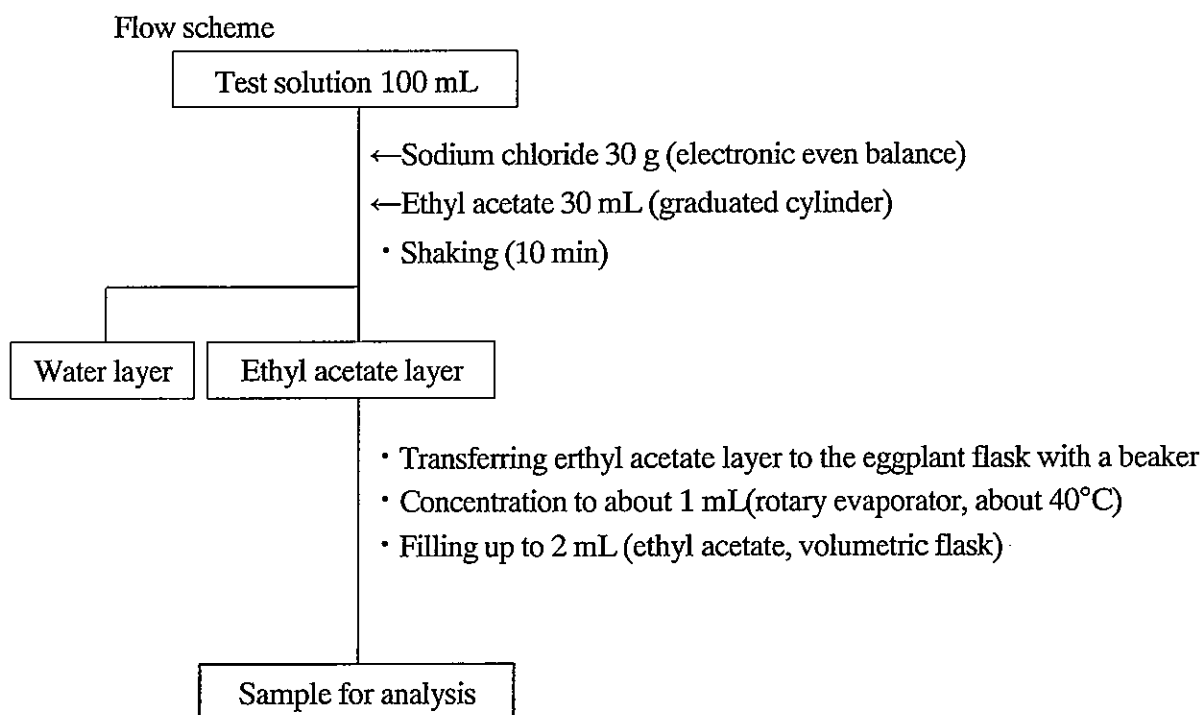 Flow scheme
Test solution 100 mL
←Sodium chloride 30 g (electronic even balance)
←Ethyl acetate 30 mL (graduated cylinder)
・Shaking (10 min)
Water layer
Ethyl acetate layer
・Transferring erthyl acetate layer to the eggplant flask with a beaker
・Concentration to about 1 mL(rotary evaporator, about 40°C)
・Filling up to 2 mL (ethyl acetate, volumetric flask)
Sample for analysis